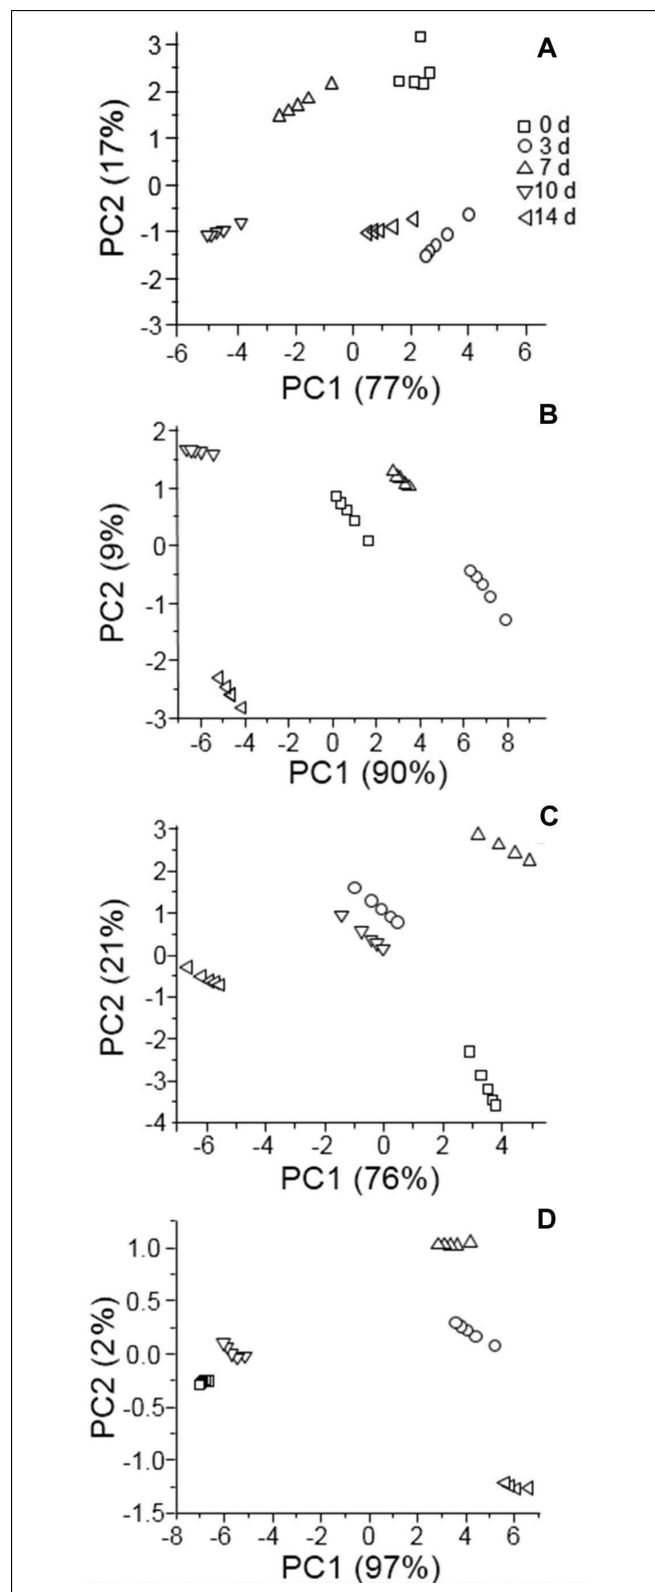 A
3
2
1
0
-1
-2
-3
PC2 (17%)
0 d
3 d
7 d
10 d
14 d
-6 -4 -2 0 2 4 6
PC1 (77%)
B
2
1
0
-1
-2
-3
PC2 (9%)
-6 -4 -2 0 2 4 6 8
PC1 (90%)
C
3
2
1
0
-1
-2
-3
-4
PC2 (21%)
-6 -4 -2 0 2 4
PC1 (76%)
D
1.0
0.5
0.0
-0.5
-1.0
-1.5
PC2 (2%)
-8 -6 -4 -2 0 2 4 6
PC1 (97%)